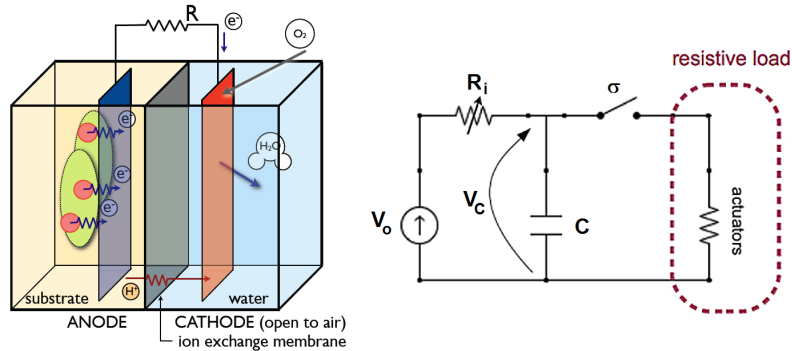 R
e⁻
O₂
e⁻
H₂O
e⁻
e⁻
H⁺
substrate
water
ANODE
CATHODE (open to air)
ion exchange membrane
resistive load
Rᵢ
σ
V₀
V_C
C
actuators